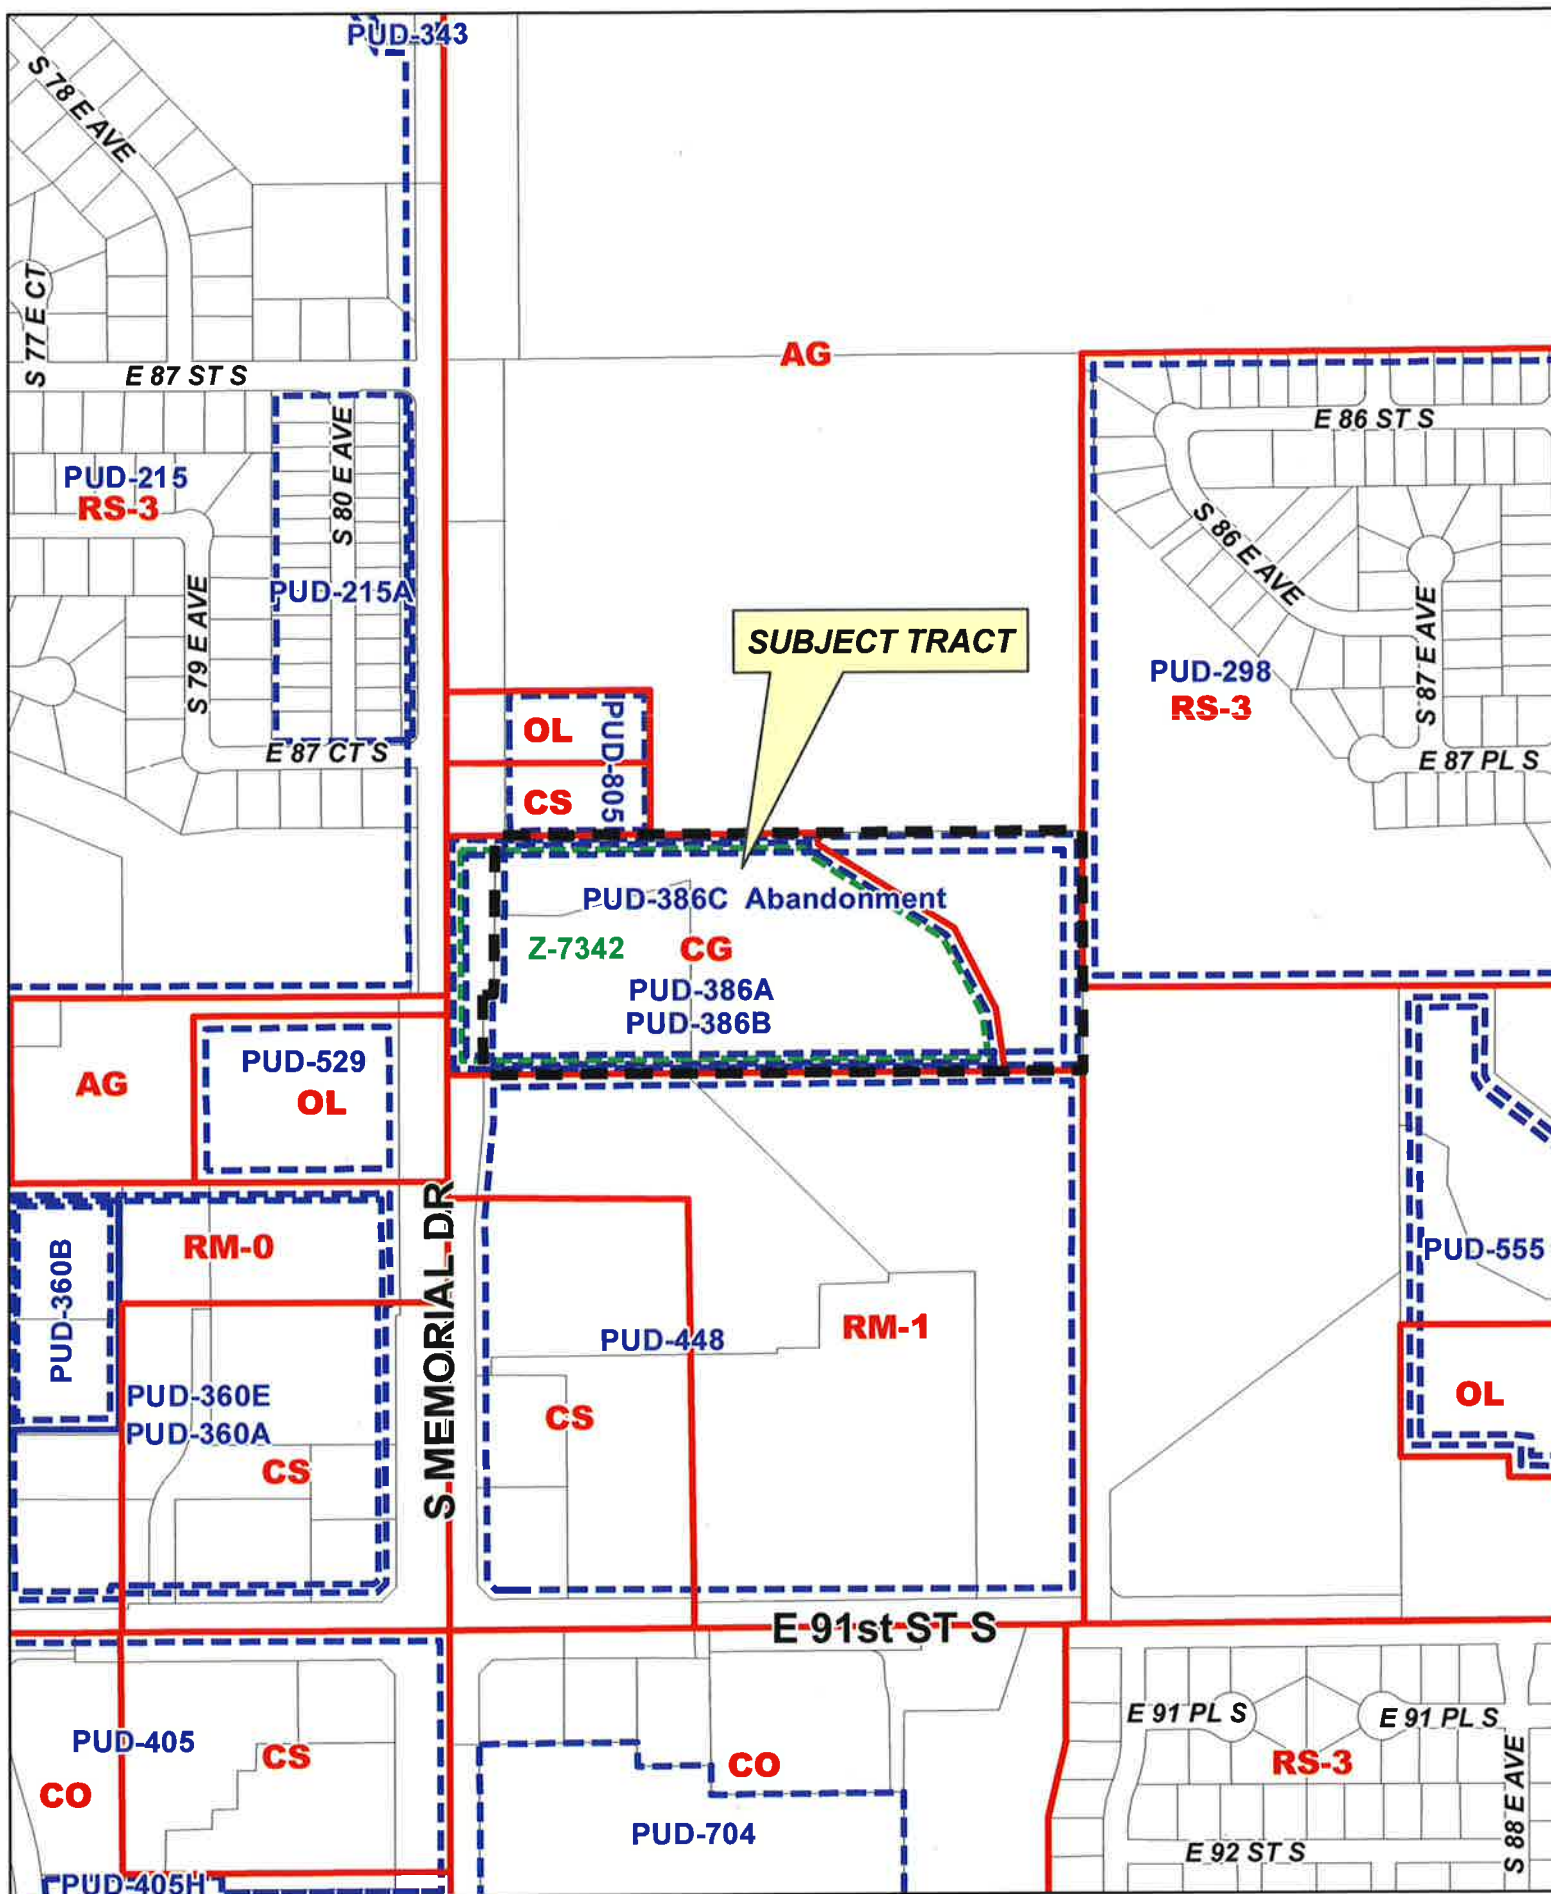 PUD-343
S 78 E AVE
S 77 E CT
E 87 ST S
AG
E 86 ST S
S 80 E AVE
PUD-215
RS-3
S 86 E AVE
PUD-215A
S 79 E AVE
S 87 E AVE
SUBJECT TRACT
PUD-298
RS-3
OL
PUD-805
E 87 CT S
E 87 PL S
CS
PUD-386C Abandonment
Z-7342
CG
PUD-386A
PUD-386B
PUD-529
AG
OL
RM-0
PUD-360B
S MEMORIAL DR
PUD-555
RM-1
PUD-448
PUD-360E
PUD-360A
OL
CS
CS
E 91st ST S
E 91 PL S
E 91 PL S
PUD-405
CS
CO
RS-3
CO
PUD-704
S 88 E AVE
E 92 ST S
PUD-405H